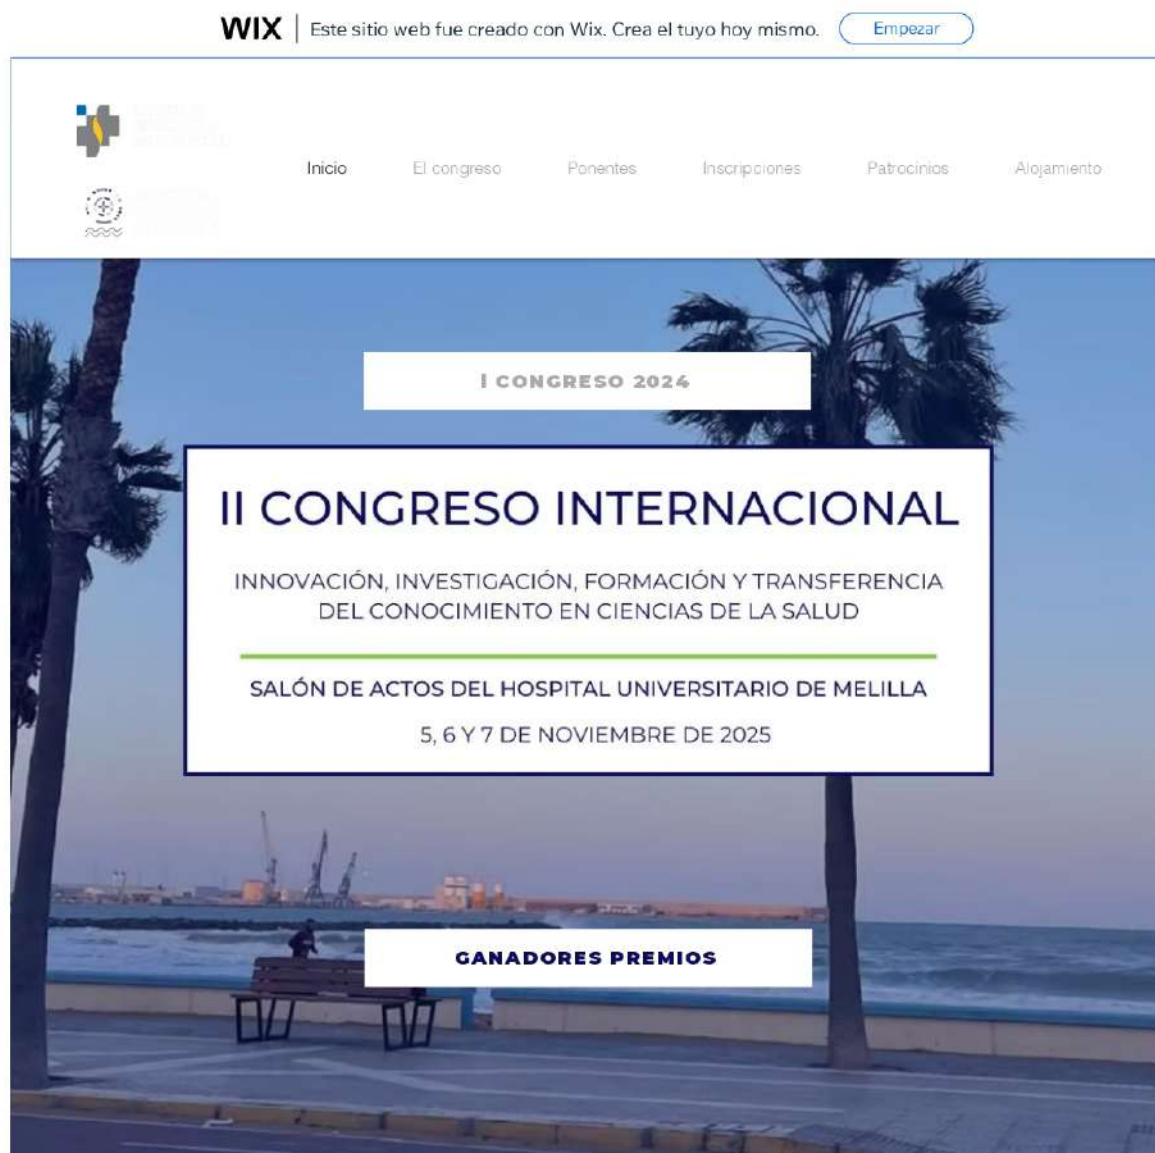 WIX | Este sitio web fue creado con Wix. Crea el tuyo hoy mismo. Empezar
Inicio El congreso Ponentes Inscripciones Patrocinios Alojamiento
I CONGRESO 2024
II CONGRESO INTERNACIONAL
INNOVACIÓN, INVESTIGACIÓN, FORMACIÓN Y TRANSFERENCIA
DEL CONOCIMIENTO EN CIENCIAS DE LA SALUD
SALÓN DE ACTOS DEL HOSPITAL UNIVERSITARIO DE MELILLA
5, 6 Y 7 DE NOVIEMBRE DE 2025
GANADORES PREMIOS